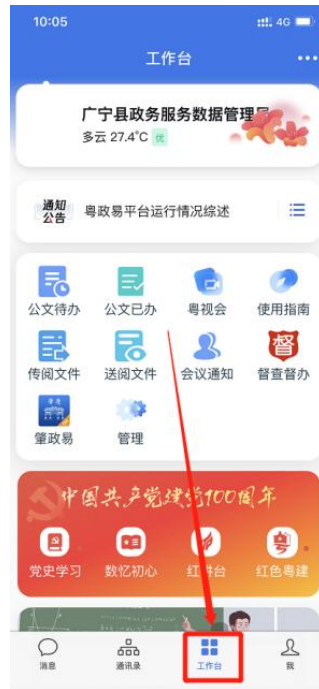 10:05
4G
工作台
广宁县政务服务数据管理局
多云 27.4°C 优
通知
公告
粤政易平台运行情况综述
公文待办 公文已办 粤视会 使用指南
督
传阅文件 送阅文件 会议通知 督查督办
肇政易 管理
中国共产党建党100周年
粤
党史学习 数忆初心 红讲台 红色粤建
消息 通讯录 工作台 我